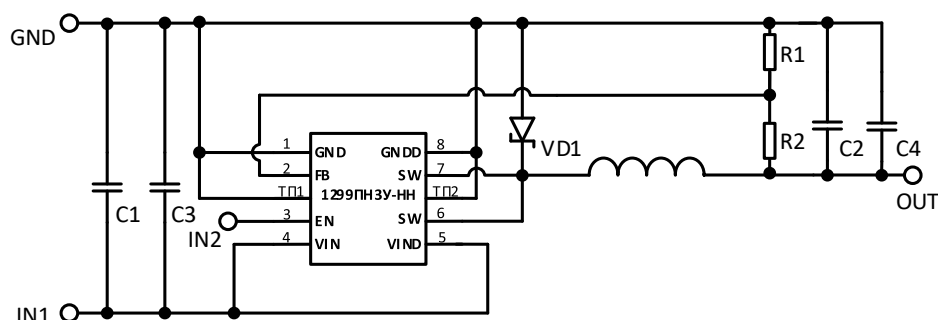 GND
R1
1
GND
GNDD
8
VD1
R2
C2
C4
2
FB
SW
7
ТП1
1299ПН3У-НН
ТП2
C1
C3
3
EN
SW
6
OUT
IN2
4
VIN
VIND
5
IN1